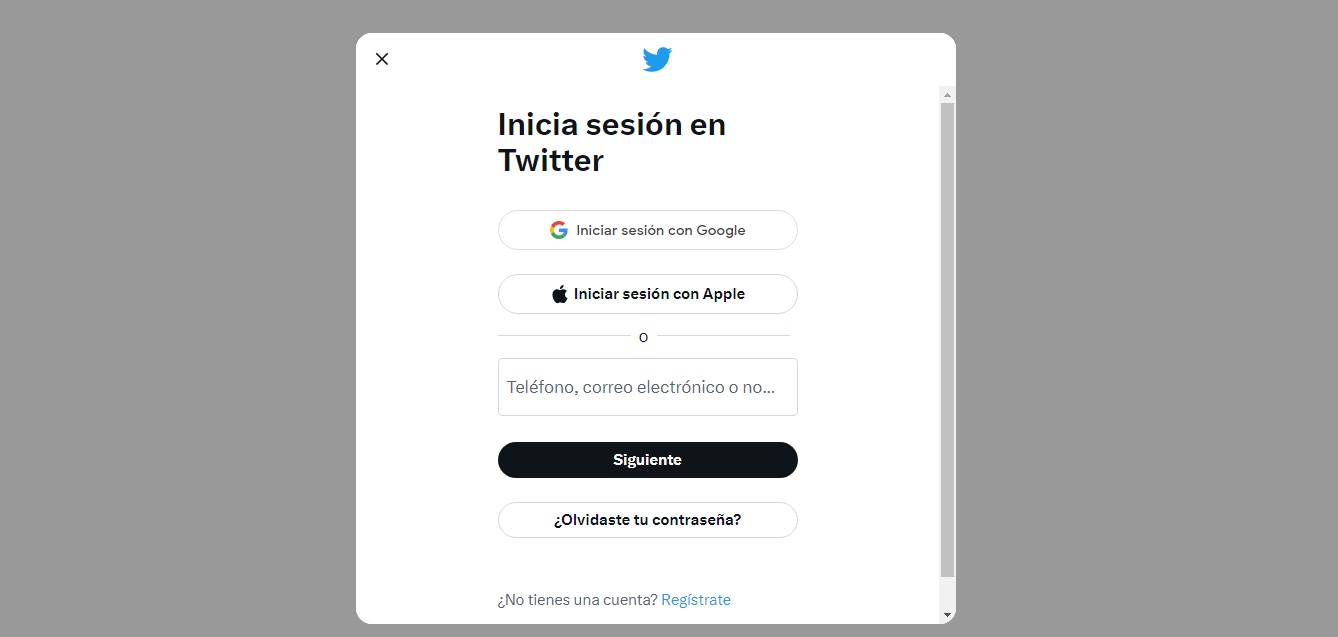 Inicia sesión en
Twitter
Iniciar sesión con Google
Iniciar sesión con Apple
o
Teléfono, correo electrónico o no...
Siguiente
¿Olvidaste tu contraseña?
¿No tienes una cuenta? Regístrate